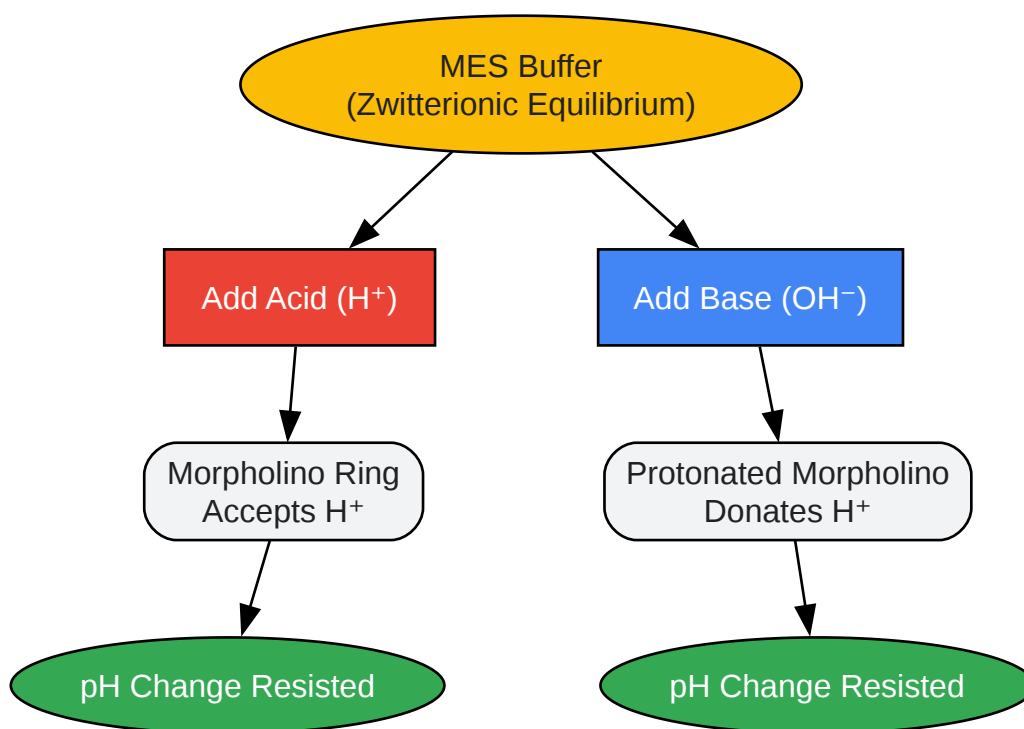 MES Buffer
(Zwitterionic Equilibrium)
Add Acid (H⁺)
Add Base (OH⁻)
Morpholino Ring
Accepts H⁺
Protonated Morpholino
Donates H⁺
pH Change Resisted
pH Change Resisted